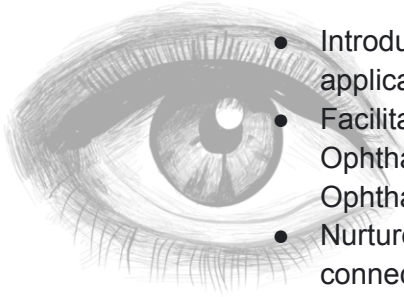 • Introdu
applica
• Facilita
Ophtha
Ophtha
• Nurture
connec